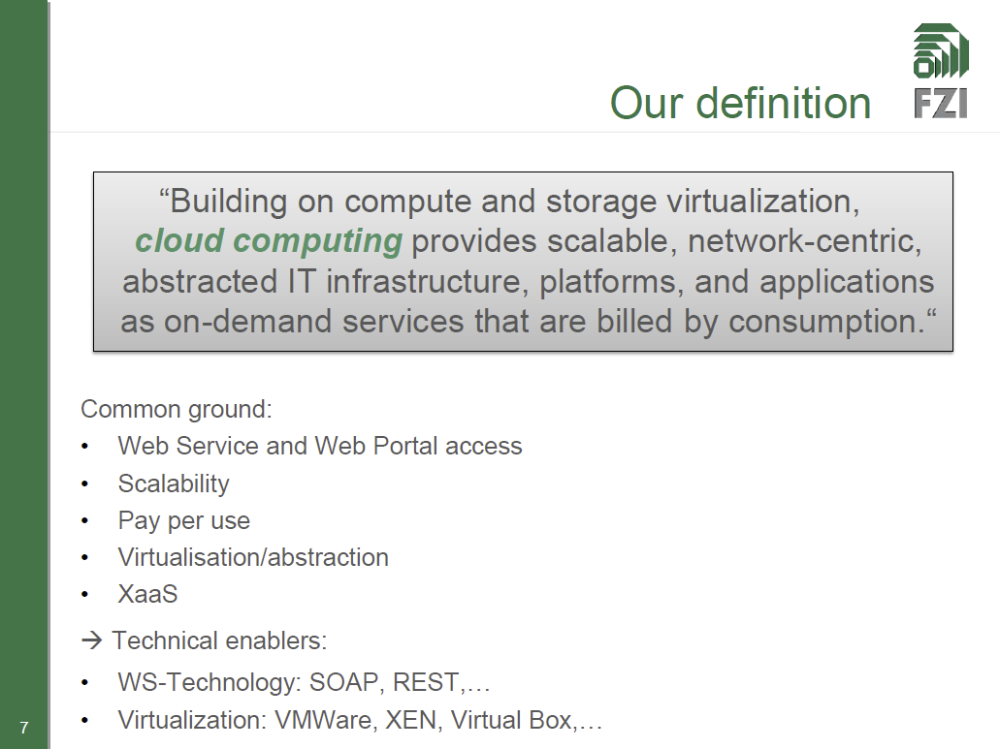 FZI
Our definition
“Building on compute and storage virtualization,
cloud computing provides scalable, network-centric,
abstracted IT infrastructure, platforms, and applications
as on-demand services that are billed by consumption.“
Common ground:
• Web Service and Web Portal access
• Scalability
• Pay per use
• Virtualisation/abstraction
• XaaS
→ Technical enablers:
• WS-Technology: SOAP, REST,…
• Virtualization: VMWare, XEN, Virtual Box,…
7